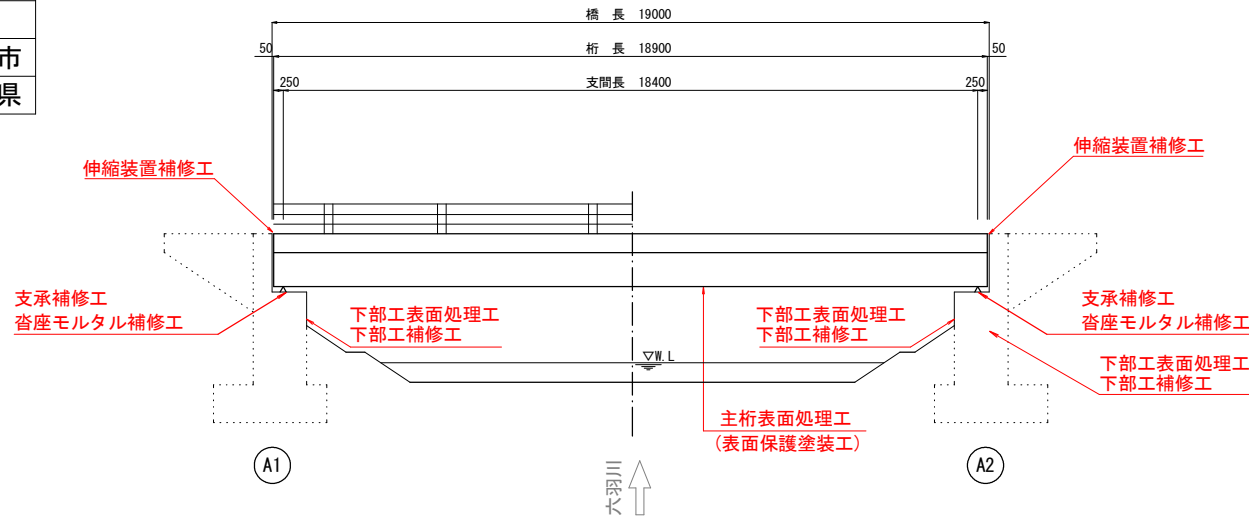 市
県
橋 長 19000
50
桁 長 18900
50
250
支間長 18400
250
伸縮装置補修工
伸縮装置補修工
支承補修工
沓座モルタル補修工
下部工表面処理工
下部工補修工
下部工表面処理工
下部工補修工
支承補修工
沓座モルタル補修工
▽W.L
下部工表面処理工
下部工補修工
主桁表面処理工
(表面保護塗装工)
A1
A2
六羽川